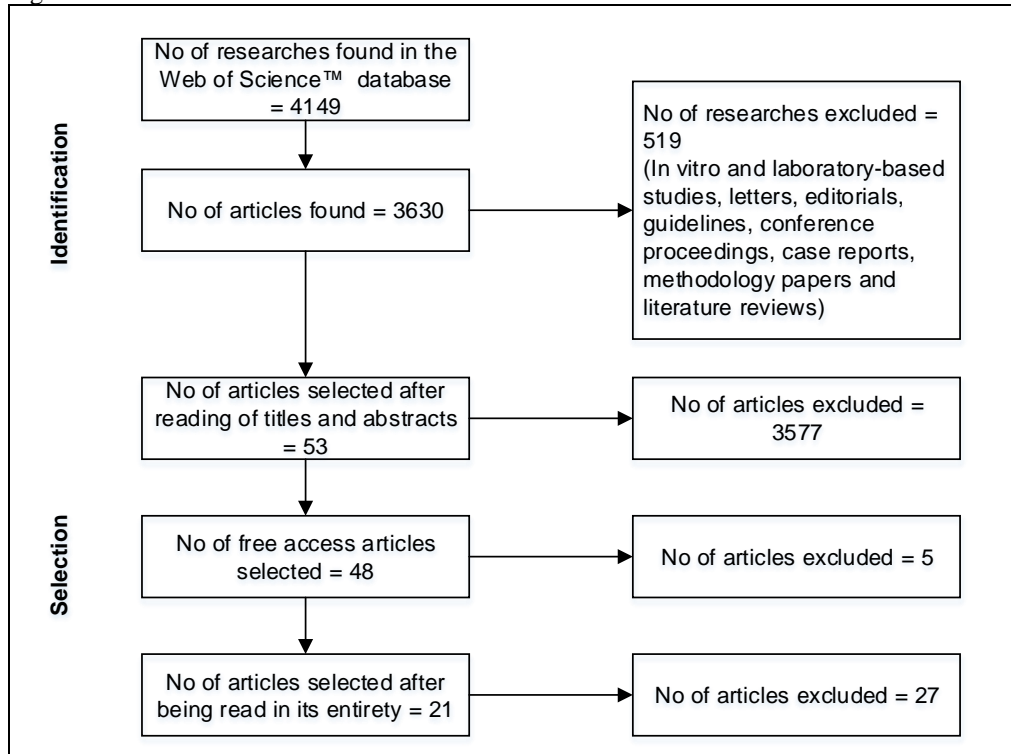 No of researches found in the
Web of Science™ database
= 4149
No of researches excluded =
519
(In vitro and laboratory-based
studies, letters, editorials,
guidelines, conference
proceedings, case reports,
methodology papers and
literature reviews)
Identification
No of articles found = 3630
No of articles selected after
reading of titles and abstracts
= 53
No of articles excluded =
3577
Selection
No of free access articles
selected = 48
No of articles excluded = 5
No of articles selected after
being read in its entirety = 21
No of articles excluded = 27